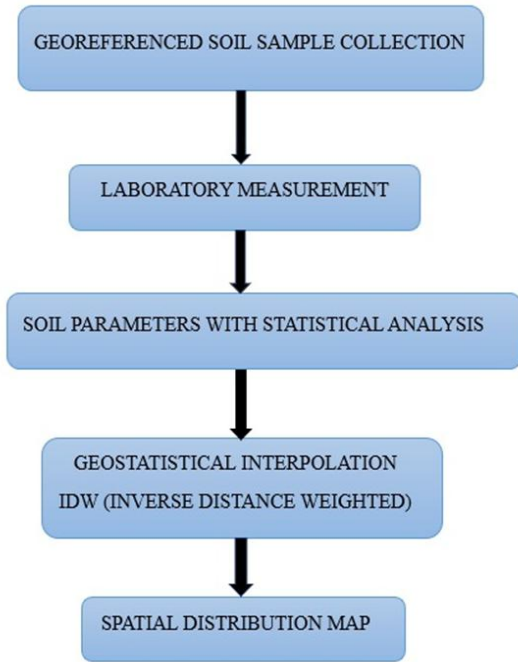 GEOREFERENCED SOIL SAMPLE COLLECTION
LABORATORY MEASUREMENT
SOIL PARAMETERS WITH STATISTICAL ANALYSIS
GEOSTATISTICAL INTERPOLATION
IDW (INVERSE DISTANCE WEIGHTED)
SPATIAL DISTRIBUTION MAP